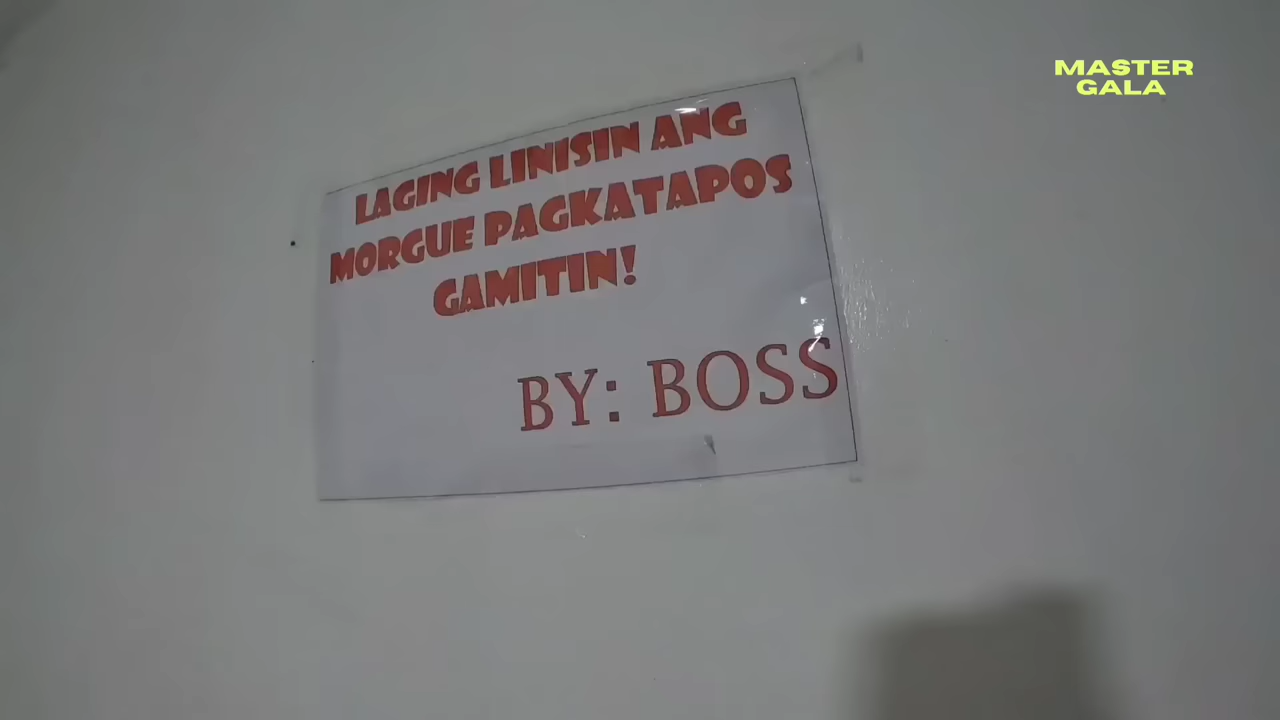 MASTER
GALA
LAGING LINISIN ANG
MORGUE PAGKATAPOS
GAMITIN!
BY: BOSS